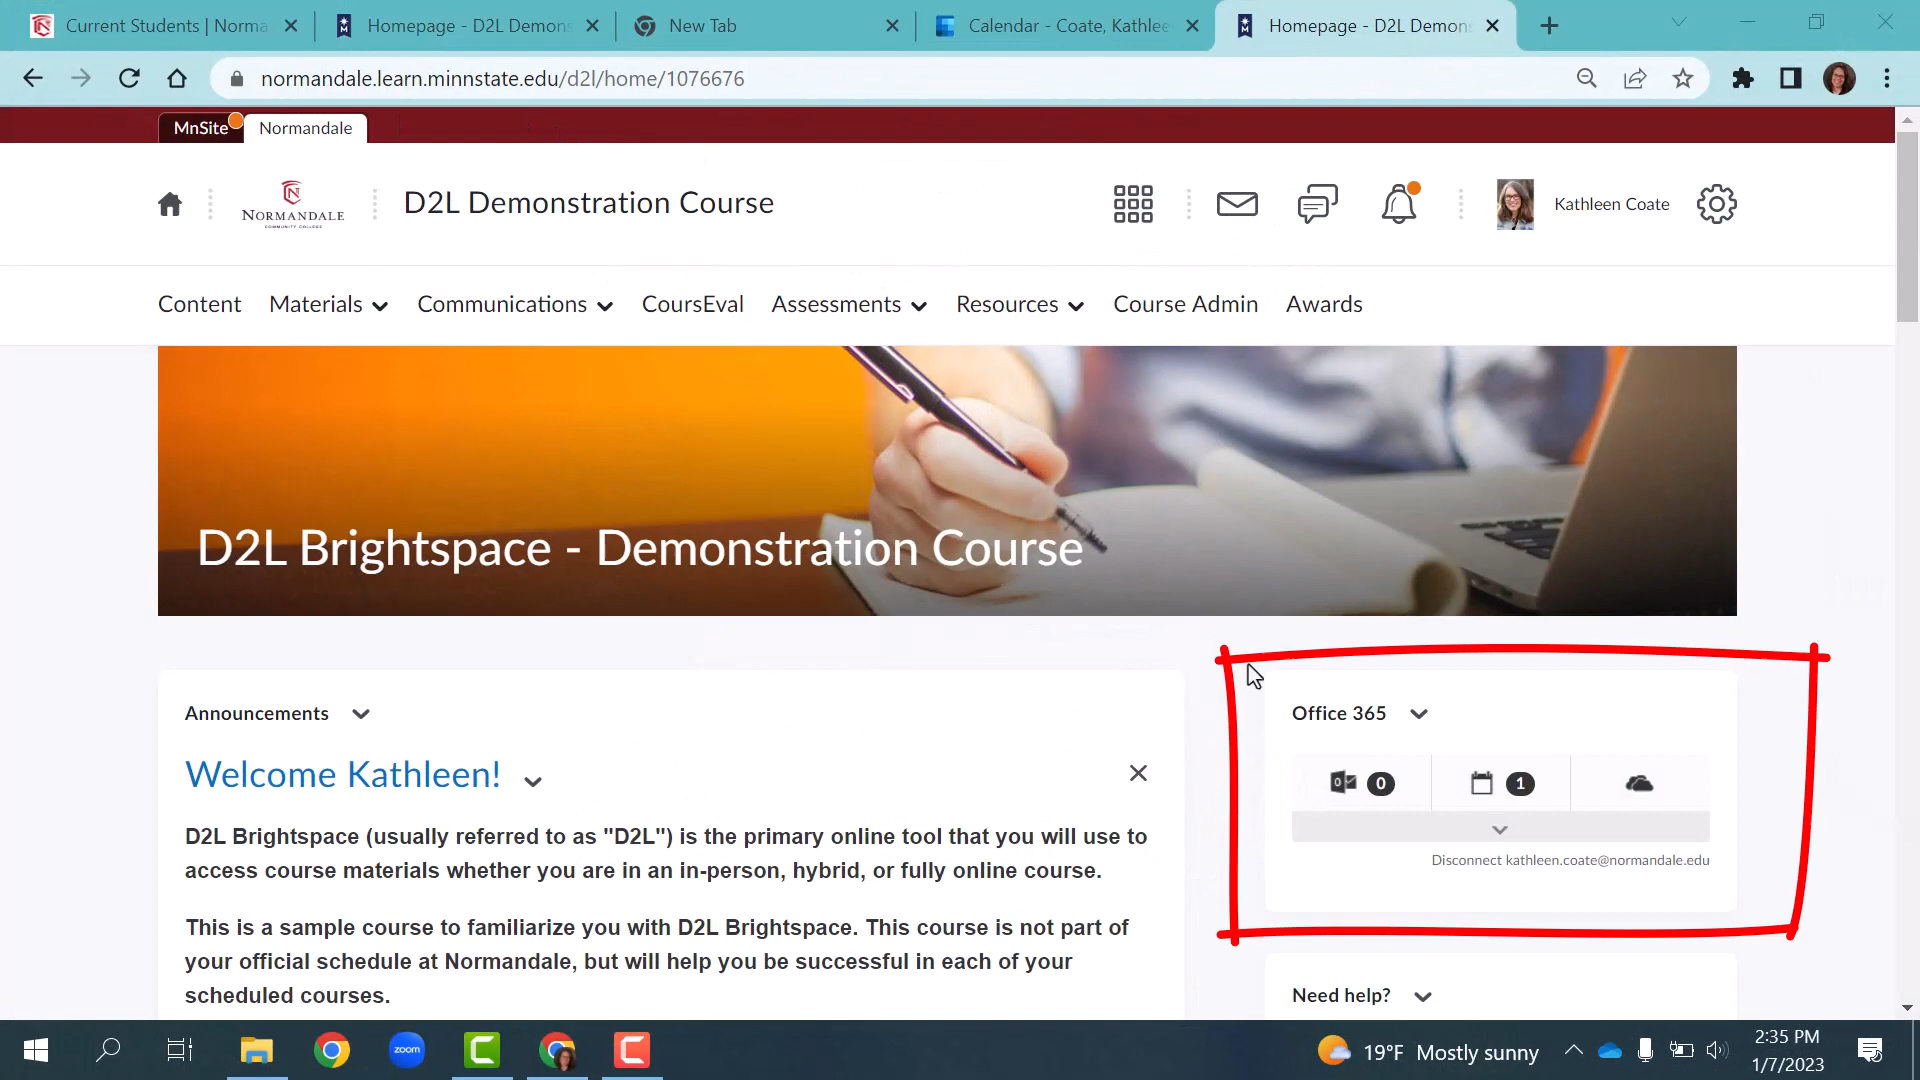 Current Students | Norma
Homepage - D2L Demons
New Tab
Calendar - Coate, Kathlee
Homepage - D2L Demons
normandale.learn.minnstate.edu/d2l/home/1076676
MnSite
Normandale
N
NORMANDALE
COMMUNITY COLLEGE
D2L Demonstration Course
Kathleen Coate
Content
Materials
Communications
CoursEval
Assessments
Resources
Course Admin
Awards
D2L Brightspace - Demonstration Course
Announcements
Welcome Kathleen!
D2L Brightspace (usually referred to as "D2L") is the primary online tool that you will use to
access course materials whether you are in an in-person, hybrid, or fully online course.
This is a sample course to familiarize you with D2L Brightspace. This course is not part of
your official schedule at Normandale, but will help you be successful in each of your
scheduled courses.
Office 365
0
1
Disconnect kathleen.coate@normandale.edu
Need help?
zoom
19°F Mostly sunny
2:35 PM
1/7/2023